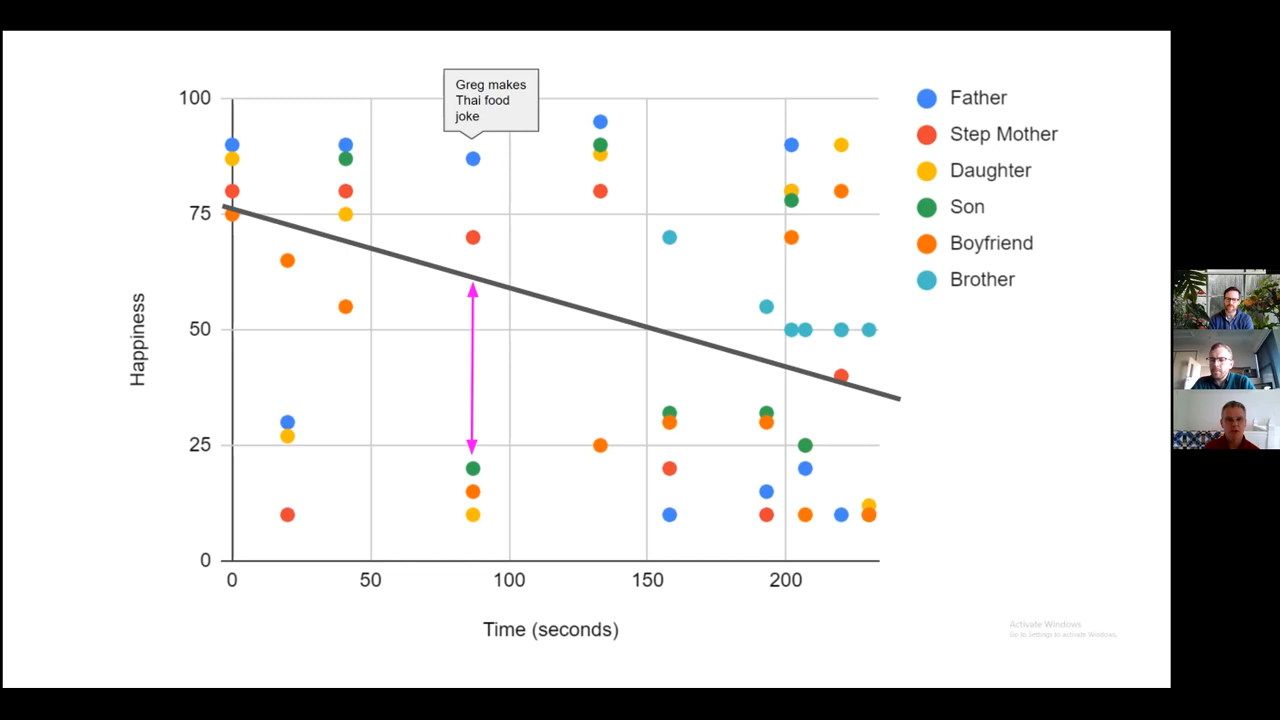 Greg makes
Thai food
joke
100
75
50
25
0
Happiness
0 50 100 150 200
Time (seconds)
Father
Step Mother
Daughter
Son
Boyfriend
Brother
Activate Windows
Go to Settings to activate Windows.